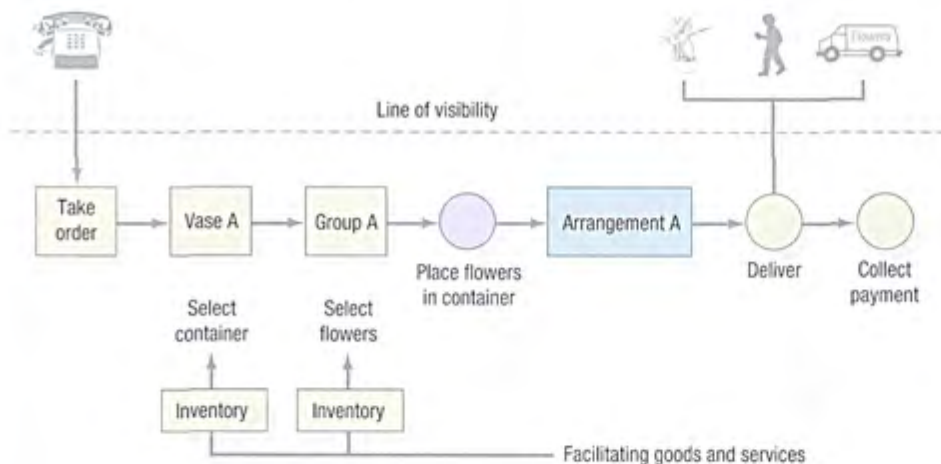 Flowers
Line of visibility
Take
order
Vase A
Group A
Arrangement A
Place flowers
in container
Deliver
Collect
payment
Select
container
Select
flowers
Inventory
Inventory
Facilitating goods and services